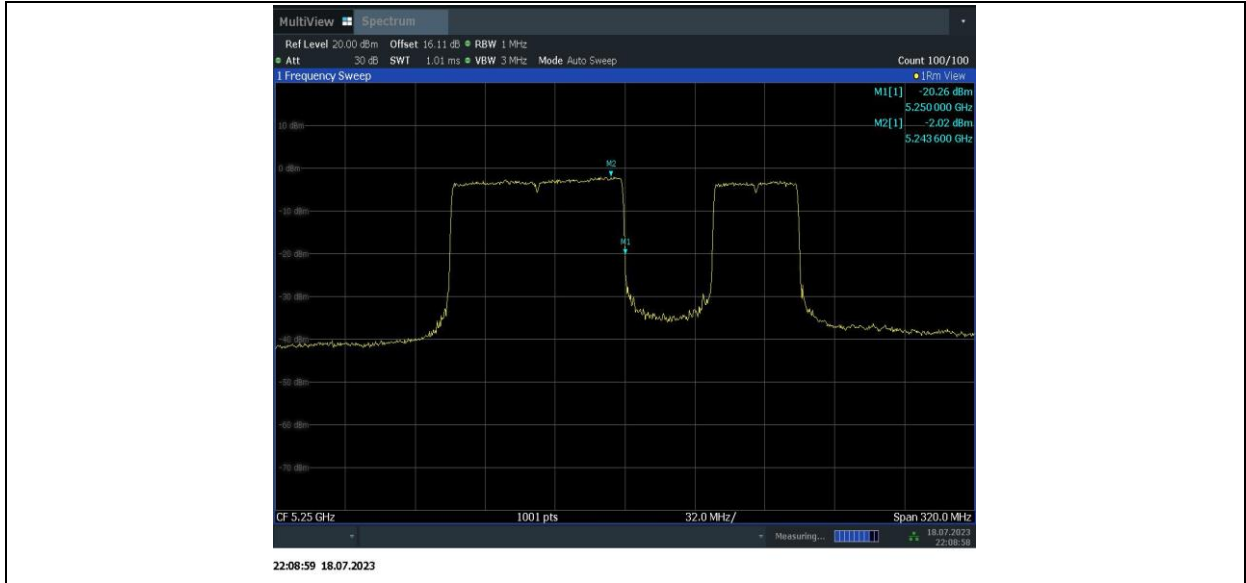 MultiView Spectrum
Ref Level 20.00 dBm Offset 16.11 dB RBW 1 MHz
Att 30 dB SWT 1.01 ms VBW 3 MHz Mode Auto Sweep Count 100/100
1 Frequency Sweep 1Rm View
M1[1] -20.26 dBm
5.250 000 GHz
10 dBm
M2[1] -2.02 dBm
5.243 600 GHz
0 dBm
M2
-10 dBm
M1
-20 dBm
-30 dBm
-40 dBm
-50 dBm
-60 dBm
-70 dBm
CF 5.25 GHz 1001 pts 32.0 MHz/ Span 320.0 MHz
Measuring... 18.07.2023
22:08:58
22:08:59 18.07.2023